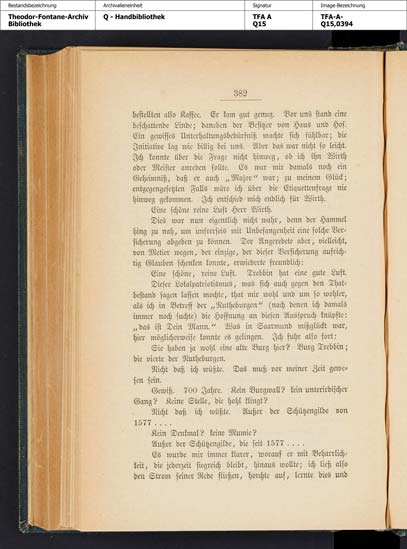 Bestandsbezeichnung
Archivalieneinheit
Signatur
Image-Bezeichnung
Theodor-Fontane-Archiv
Bibliothek
Q - Handbibliothek
TFA A
Q15
TFA-A-
Q15,0394
382
bestellten also Kaffee. Er kam gut genug. Vor uns stand eine
beschattende Linde; daneben der Besitzer von Haus und Hof.
Ein gewisses Unterhaltungsbedürfniß machte sich fühlbar; die
Initiative lag wie billig bei uns. Aber das war nicht so leicht.
Ich konnte über die Frage nicht hinweg, ob ich ihn Wirth
oder Meister anreden sollte. Es war mir damals noch ein
Geheimniß, daß er auch „Major“ war; zu meinem Glück;
entgegengesetzten Falls wäre ich über die Etiquettenfrage nie
hinweg gekommen. Ich entschied mich endlich für Wirth.
Eine schöne reine Luft Herr Wirth.
Dies war nun eigentlich nicht wahr, denn der Hammel
hing zu nah, um unsrerseits mit Unbefangenheit eine solche Ver-
sicherung abgeben zu können. Der Angeredete aber, vielleicht,
von Metier wegen, der einzige, der dieser Versicherung aufrich-
tig Glauben schenken konnte, erwiederte freundlich:
Eine schöne, reine Luft. Trebbin hat eine gute Luft.
Dieser Lokalpatriotismus, was sich auch gegen den That-
bestand sagen lassen mochte, that mir wohl und um so wohler,
als ich in Betreff der „Nutheburgen“ (nach denen ich damals
immer noch suchte) die Hoffnung an diesen Ausspruch knüpfte:
„das ist Dein Mann.“ Was in Saarmund mißglückt war,
hier möglicherweise konnte es gelingen. Ich fuhr also fort:
Sie haben ja wohl eine alte Burg hier? Burg Trebbin;
die vierte der Nutheburgen.
Nicht daß ich wüßte. Das muß vor meiner Zeit gewe-
sen sein.
Gewiß. 700 Jahre. Kein Burgwall? kein unterirdischer
Gang? Keine Stelle, die hohl klingt?
Nicht daß ich wüßte. Außer der Schützengilde von
1577 . . . .
Kein Denkmal? keine Mumie?
Außer der Schützengilde, die seit 1577 . . . .
Es wurde mir immer klarer, worauf er mit Beharrlich-
keit, die jederzeit siegreich bleibt, hinaus wollte; ich ließ also
den Strom seiner Rede fließen, horchte auf, lernte dies und